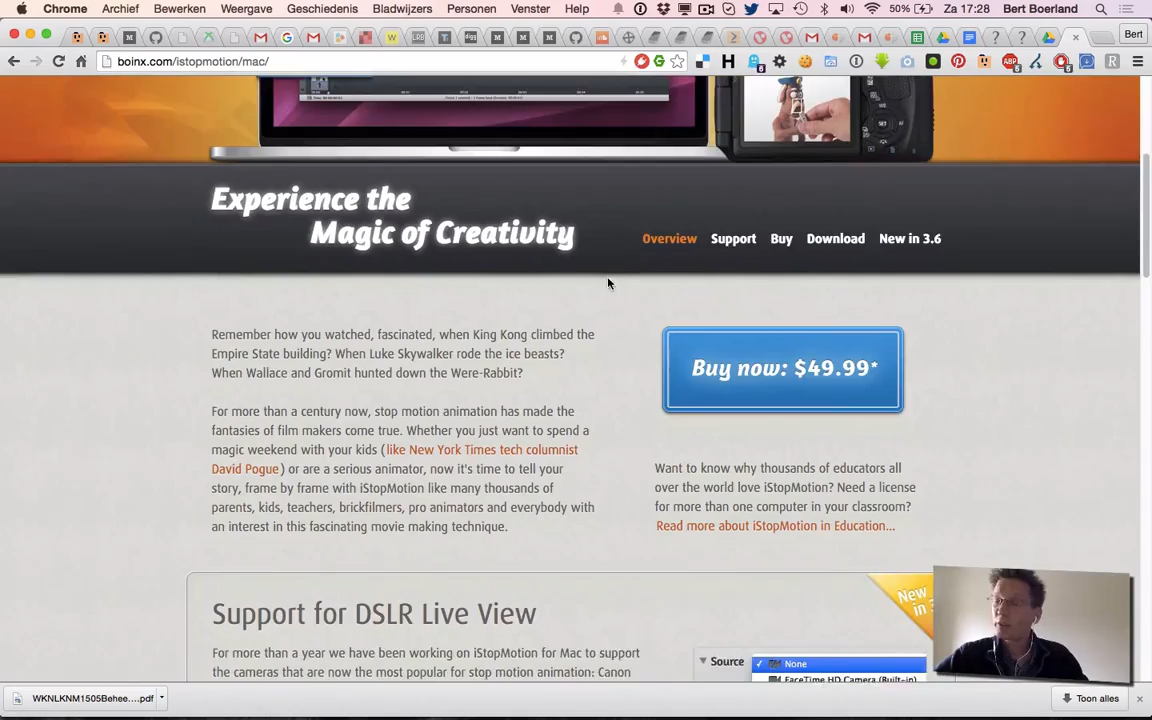 Chrome Archief Bewerken Weergave Geschiedenis Bladwijzers Personen Venster Help 50% Za 17:28 Bert Boerland
Bert
boinx.com/istopmotion/mac/
Experience the
Magic of Creativity
Overview Support Buy Download New in 3.6
Remember how you watched, fascinated, when King Kong climbed the
Empire State building? When Luke Skywalker rode the ice beasts?
When Wallace and Gromit hunted down the Were-Rabbit?
For more than a century now, stop motion animation has made the
fantasies of film makers come true. Whether you just want to spend a
magic weekend with your kids (like New York Times tech columnist
David Pogue) or are a serious animator, now it's time to tell your
story, frame by frame with iStopMotion like many thousands of
parents, kids, teachers, brickfilmers, pro animators and everybody with
an interest in this fascinating movie making technique.
Buy now: $49.99*
Want to know why thousands of educators all
over the world love iStopMotion? Need a license
for more than one computer in your classroom?
Read more about iStopMotion in Education...
Support for DSLR Live View
For more than a year we have been working on iStopMotion for Mac to support
the cameras that are now the most popular for stop motion animation: Canon
New
in
Source
None
FaceTime HD Camera (Built-in)
WKNLKNM1505Behee....pdf
Toon alles